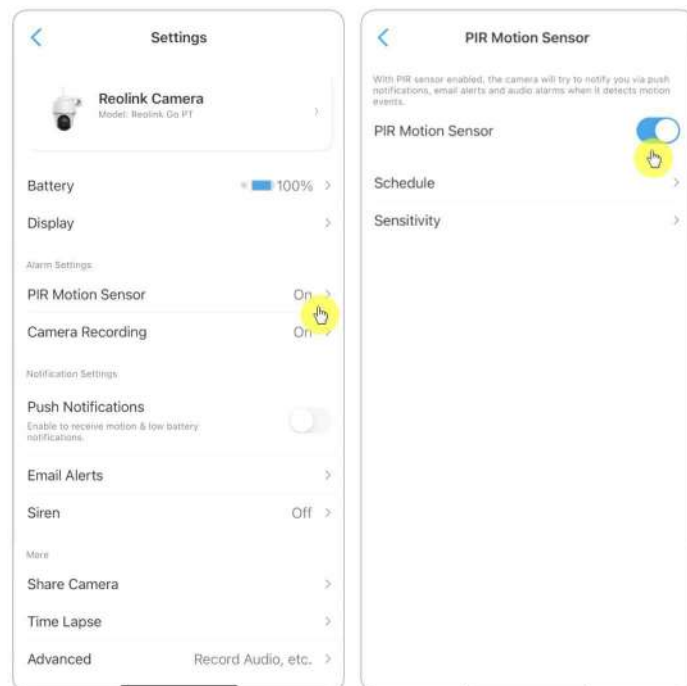 Settings
Reolink Camera
Model: Reolink Go PT
Battery 100%
Display
Alarm Settings
PIR Motion Sensor On
Camera Recording On
Notification Settings
Push Notifications
Enable to receive motion & low battery
notifications.
Email Alerts
Siren Off
More
Share Camera
Time Lapse
Advanced Record Audio, etc.
PIR Motion Sensor
With PIR sensor enabled, the camera will try to notify you via push
notifications, email alerts and audio alarms when it detects motion
events.
PIR Motion Sensor
Schedule
Sensitivity